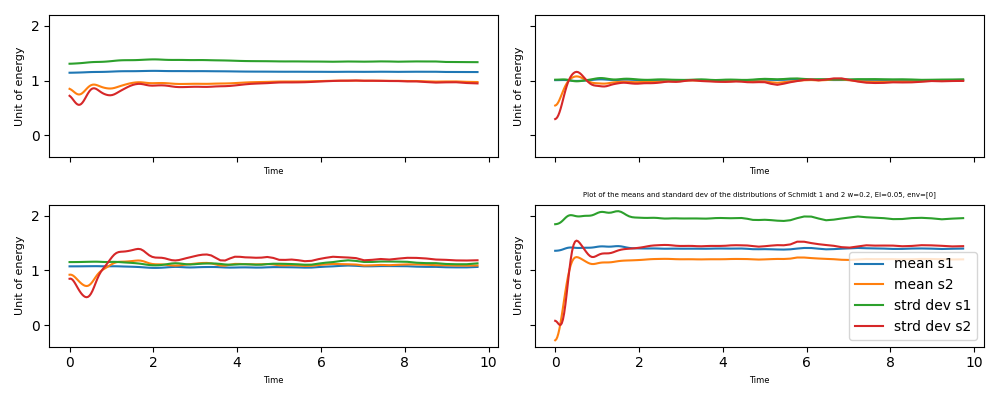 2
1
0
Unit of energy
Time
Unit of energy
Time
Plot of the means and standard dev of the distributions of Schmidt 1 and 2 w=0.2, EI=0.05, env=[0]
2
1
0
Unit of energy
0 2 4 6 8 10
Time
Unit of energy
0 2 4 6 8 10
Time
mean s1
mean s2
strd dev s1
strd dev s2